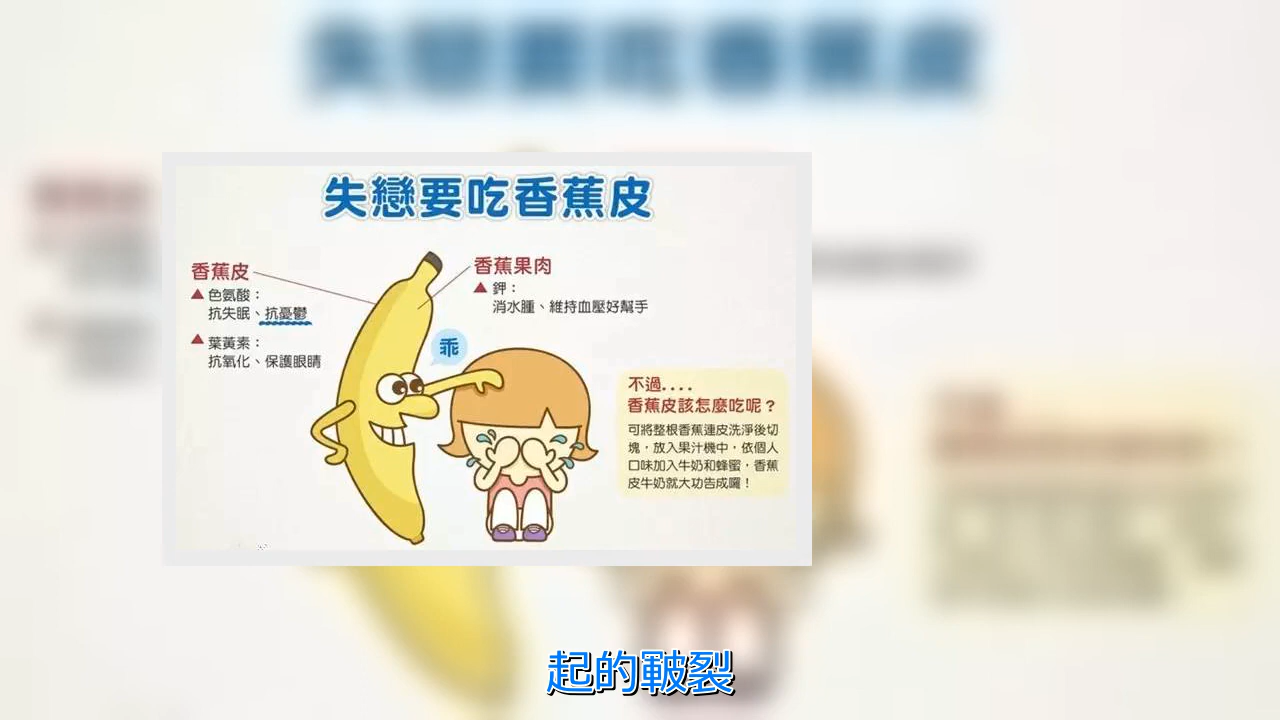 失戀要吃香蕉皮
香蕉皮
▲色氨酸：
抗失眠、抗憂鬱
▲葉黃素：
抗氧化、保護眼睛
香蕉果肉
▲鉀：
消水腫、維持血壓好幫手
乖
不過....
香蕉皮該怎麼吃呢？
可將整根香蕉連皮洗淨後切
塊，放入果汁機中，依個人
口味加入牛奶和蜂蜜，香蕉
皮牛奶就大功告成囉！
起的皸裂